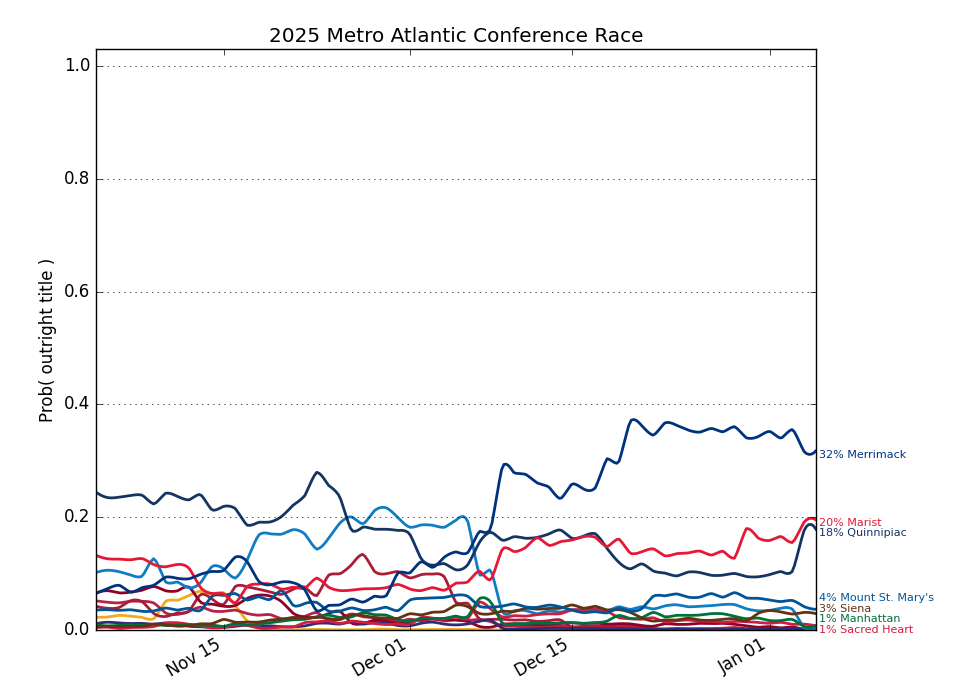 2025 Metro Atlantic Conference Race
Prob( outright title )
1.0
0.8
0.6
0.4
0.2
0.0
Nov 15
Dec 01
Dec 15
Jan 01
32% Merrimack
20% Marist
18% Quinnipiac
4% Mount St. Mary's
3% Siena
1% Manhattan
1% Sacred Heart